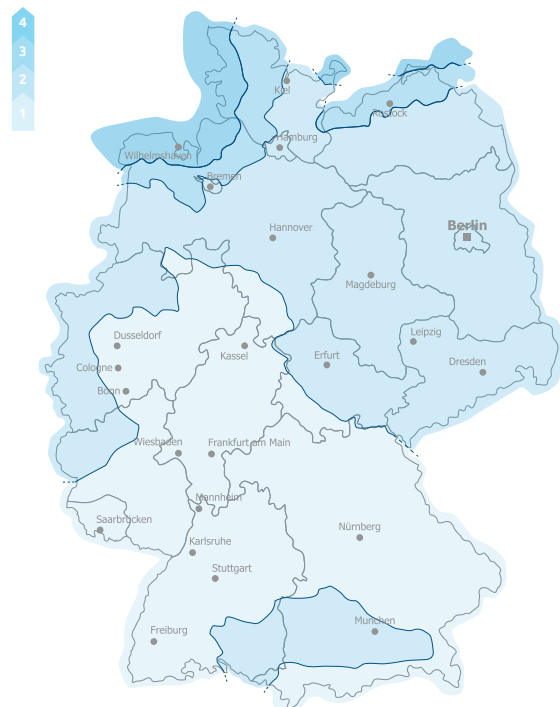 4
3
2
1
Kiel
Rostock
Hamburg
Wilhelmshaven
Bremen
Berlin
Hannover
Magdeburg
Dusseldorf
Kassel
Erfurt
Leipzig
Dresden
Cologne
Bonn
Wiesbaden
Frankfurt am Main
Mannheim
Saarbrücken
Karlsruhe
Nürnberg
Stuttgart
Freiburg
Munchen